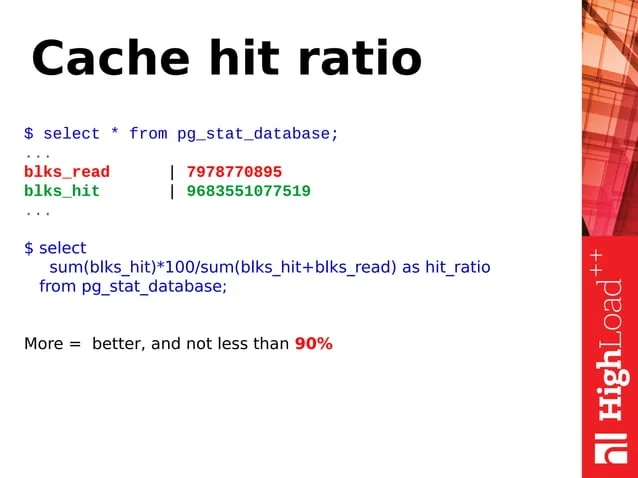 Cache hit ratio
$ select * from pg_stat_database;
...
blks_read | 7978770895
blks_hit | 9683551077519
...
$ select
sum(blks_hit)*100/sum(blks_hit+blks_read) as hit_ratio
from pg_stat_database;
More = better, and not less than 90%
HighLoad++